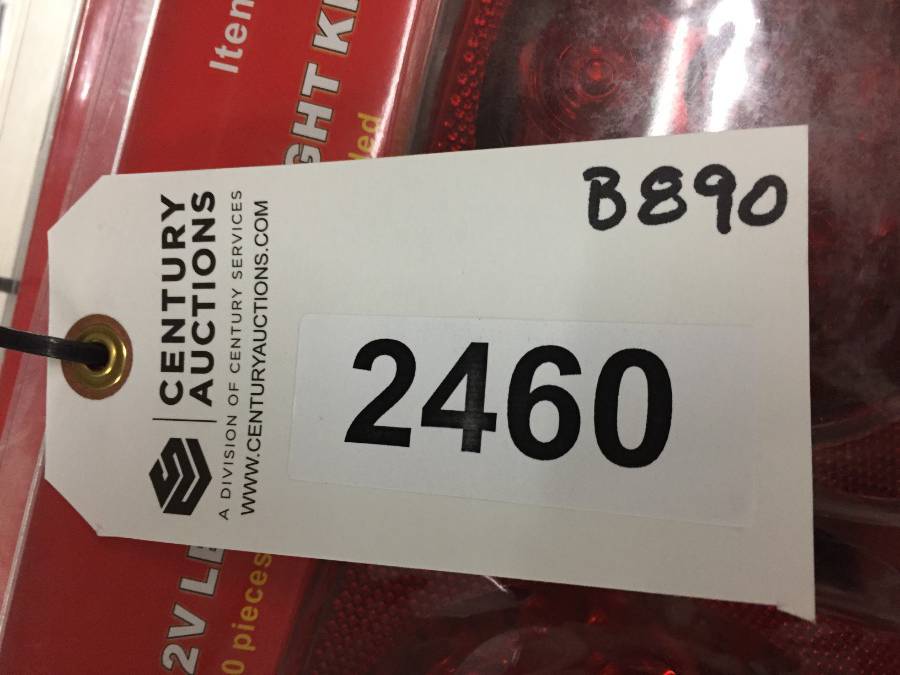 B890
2460
CENTURY
AUCTIONS
A DIVISION OF CENTURY SERVICES
WWW.CENTURYAUCTIONS.COM